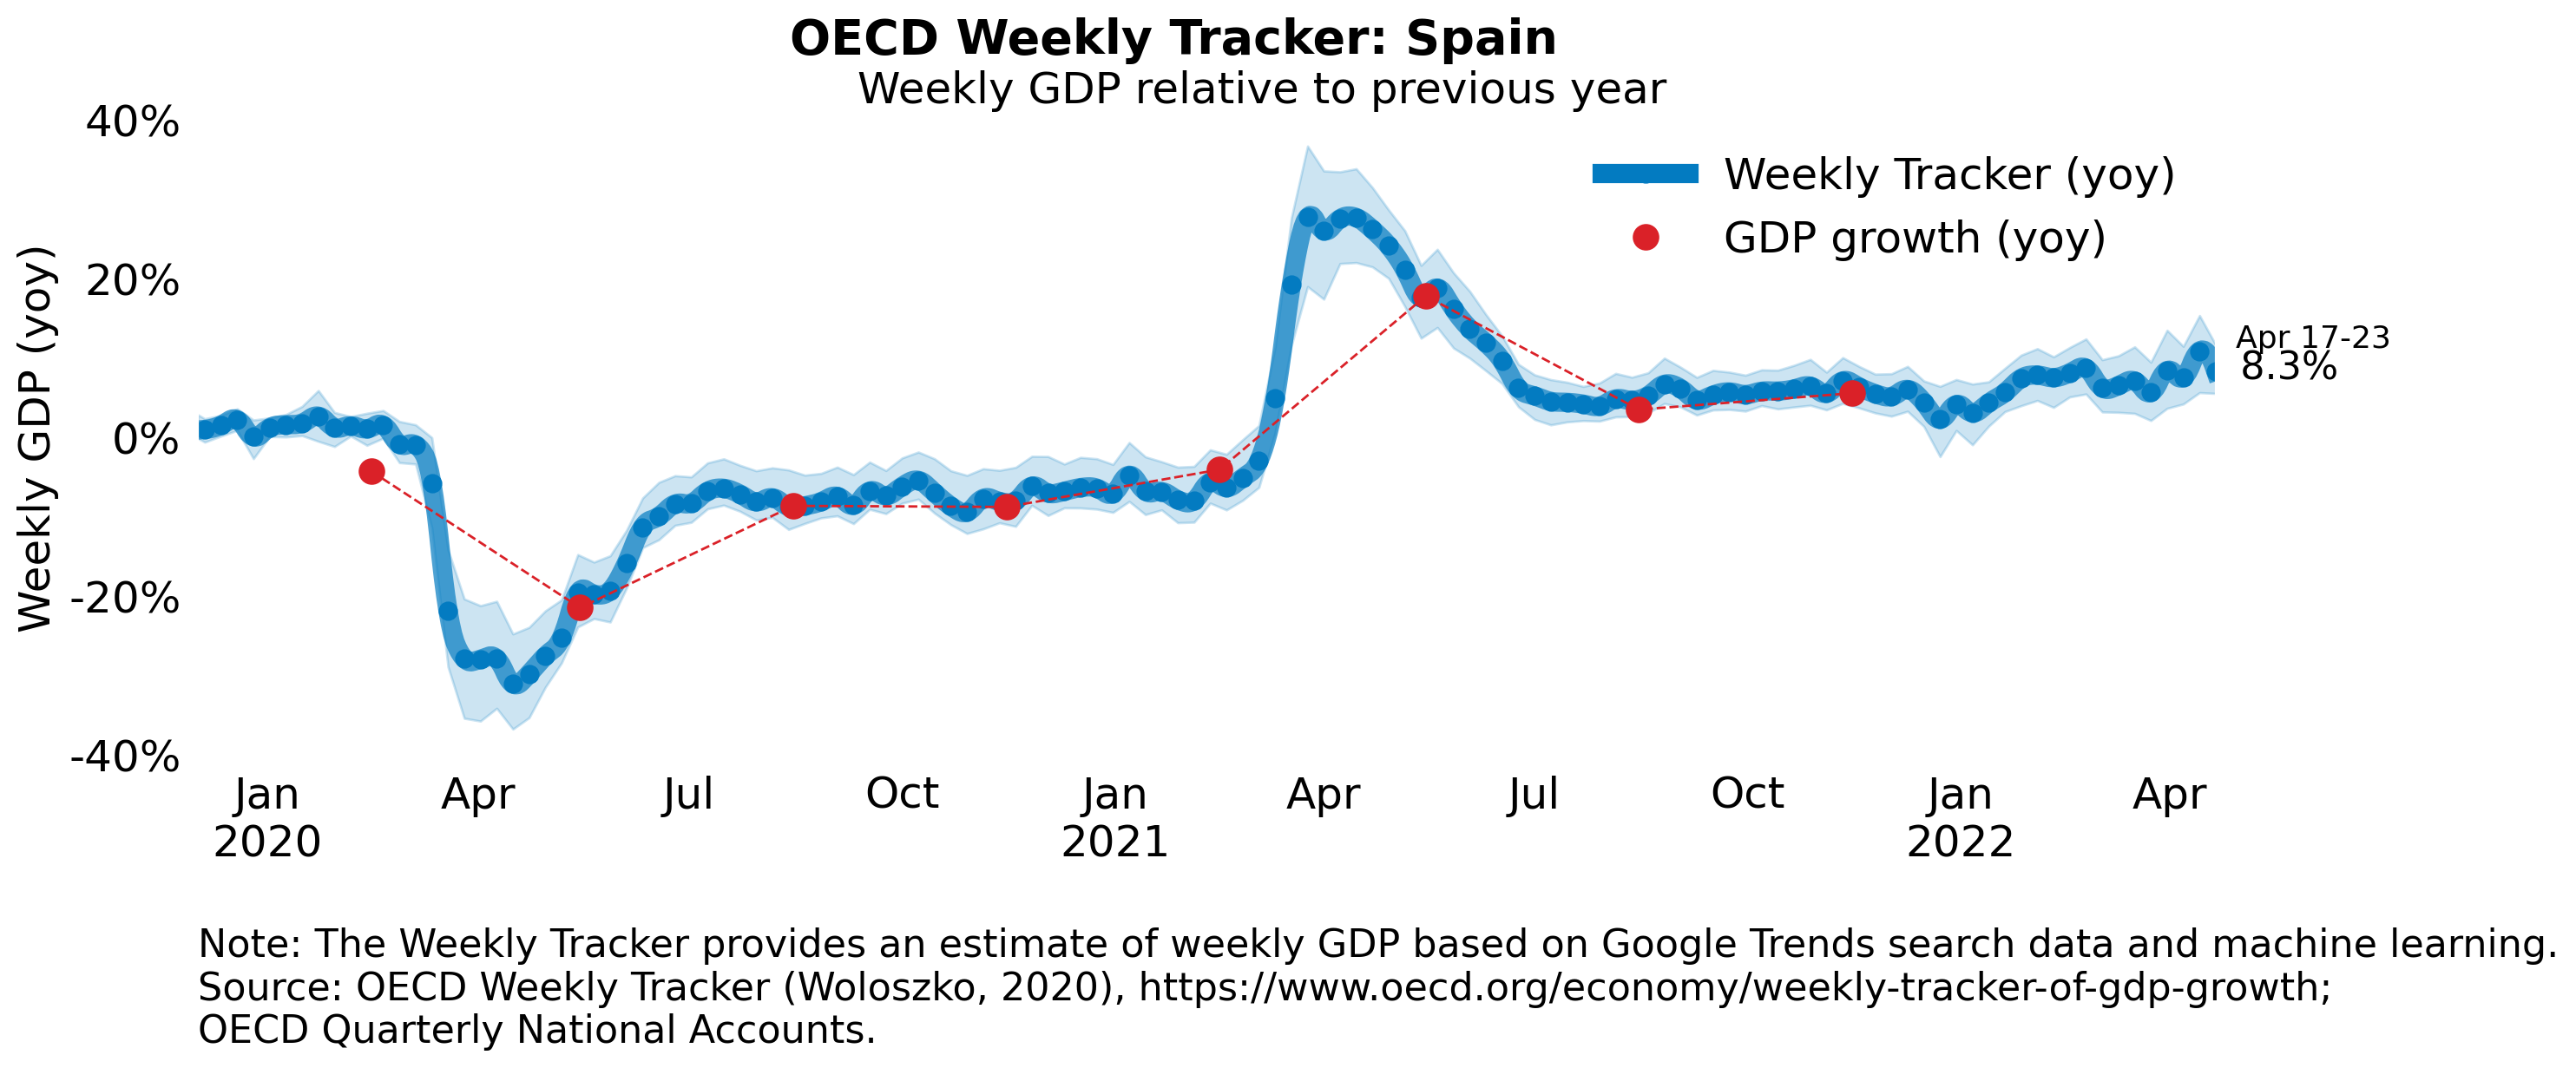 OECD Weekly Tracker: Spain
Weekly GDP relative to previous year
Weekly GDP (yoy)
40%
20%
0%
-20%
-40%
Weekly Tracker (yoy)
GDP growth (yoy)
Apr 17-23
8.3%
Jan Apr Jul Oct Jan Apr Jul Oct Jan Apr
2020 2021 2022
Note: The Weekly Tracker provides an estimate of weekly GDP based on Google Trends search data and machine learning.
Source: OECD Weekly Tracker (Woloszko, 2020), https://www.oecd.org/economy/weekly-tracker-of-gdp-growth;
OECD Quarterly National Accounts.